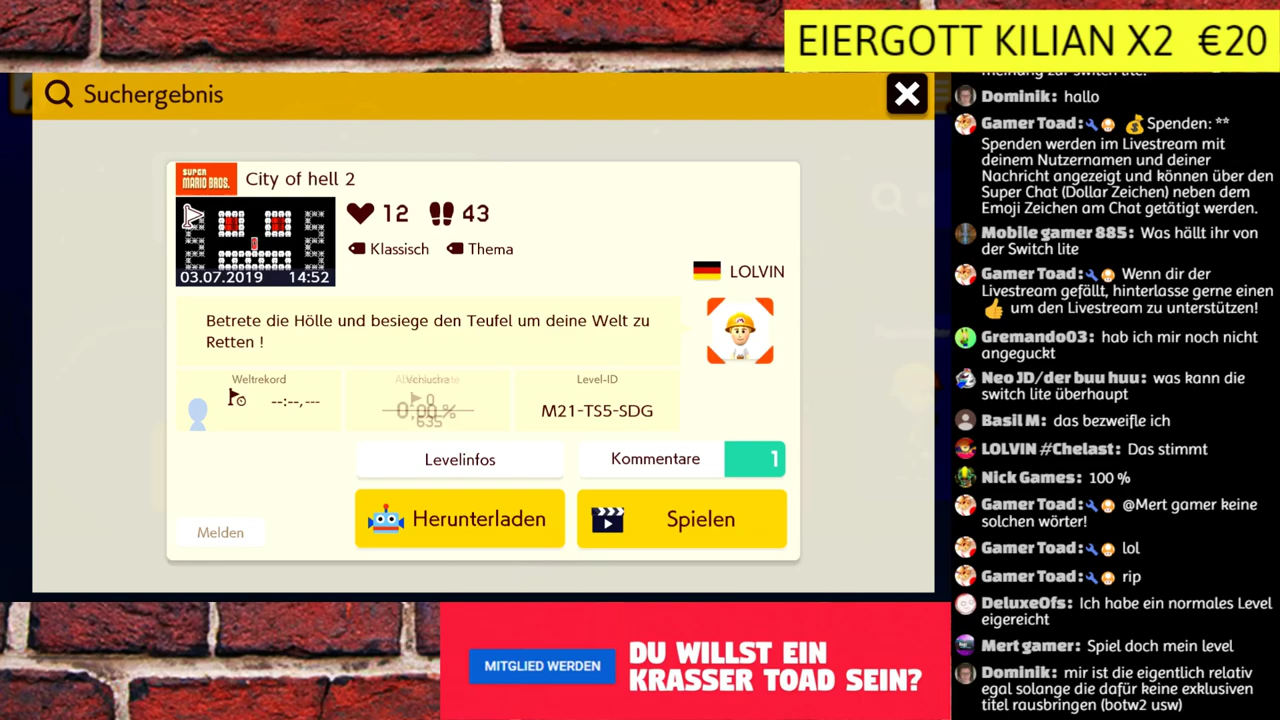 EIERGOTT KILIAN X2 €20
Suchergebnis
SUPER
MARIO BROS.
City of hell 2
12 43
Klassisch Thema
03.07.2019 14:52
LOLVIN
Betrete die Hölle und besiege den Teufel um deine Welt zu
Retten !
Weltrekord
--:--,---
Versuche
0
0,00 %
635
Level-ID
M21-TS5-SDG
Levelinfos
Kommentare 1
Melden
Herunterladen
Spielen
MITGLIED WERDEN
DU WILLST EIN
KRASSER TOAD SEIN?
meinung zur switch lite!
Dominik: hallo
Gamer Toad: Spenden: **
Spenden werden im Livestream mit
deinem Nutzernamen und deiner
Nachricht angezeigt und können über den
Super Chat (Dollar Zeichen) neben dem
Emoji Zeichen am Chat getätigt werden.
Mobile gamer 885: Was hällt ihr von
der Switch lite
Gamer Toad: Wenn dir der
Livestream gefällt, hinterlasse gerne einen
um den Livestream zu unterstützen!
Gremando03: hab ich mir noch nicht
angeguckt
Neo JD/der buu huu: was kann die
switch lite überhaupt
Basil M: das bezweifle ich
LOLVIN #Chelast: Das stimmt
Nick Games: 100 %
Gamer Toad: @Mert gamer keine
solchen wörter!
Gamer Toad: lol
Gamer Toad: rip
DeluxeOfs: Ich habe ein normales Level
eigereicht
Mert gamer: Spiel doch mein level
Dominik: mir ist die eigentlich relativ
egal solange die dafür keine exklusiven
titel rausbringen (botw2 usw)